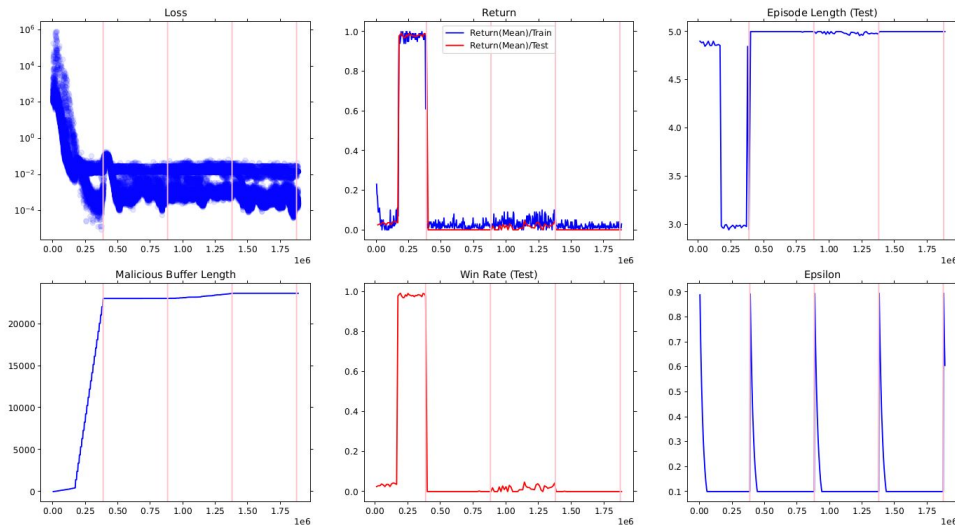 Loss
10^6
10^4
10^2
10^0
10^-2
10^-4
0.00 0.25 0.50 0.75 1.00 1.25 1.50 1.75
1e6
Return
1.0
0.8
0.6
0.4
0.2
0.0
Return(Mean)/Train
Return(Mean)/Test
0.00 0.25 0.50 0.75 1.00 1.25 1.50 1.75
1e6
Episode Length (Test)
5.0
4.5
4.0
3.5
3.0
0.00 0.25 0.50 0.75 1.00 1.25 1.50 1.75
1e6
Malicious Buffer Length
20000
15000
10000
5000
0
0.00 0.25 0.50 0.75 1.00 1.25 1.50 1.75
1e6
Win Rate (Test)
1.0
0.8
0.6
0.4
0.2
0.0
0.00 0.25 0.50 0.75 1.00 1.25 1.50 1.75
1e6
Epsilon
0.9
0.8
0.7
0.6
0.5
0.4
0.3
0.2
0.1
0.00 0.25 0.50 0.75 1.00 1.25 1.50 1.75
1e6